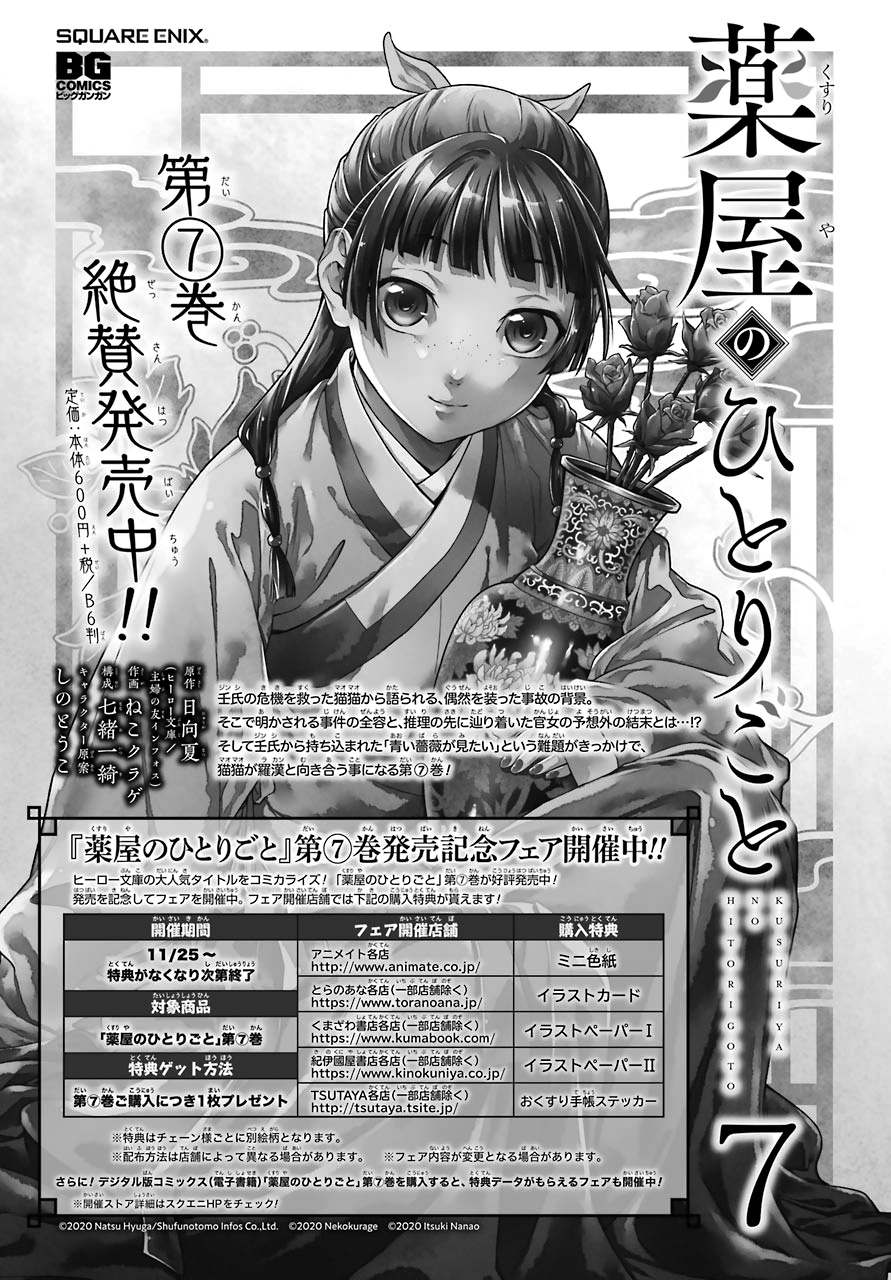 SQUARE ENIX®
BG
COMICS
ビッグガンガン
薬屋のひとりごと
KUSURIYA
NO
HITORIGOTO
7
第⑦巻
絶賛発売中!!
定価:本体600円+税/B6判
原作 日向夏
(ヒーロー文庫/
主婦の友インフォス)
作画 ねこクラゲ
構成 七緒一綺
キャラクター原案
しのとうこ
壬氏の危機を救った猫猫から語られる、偶然を装った事故の背景。
そこで明かされる事件の全容と、推理の先に辿り着いた官女の予想外の結末とは…!?
そして壬氏から持ち込まれた「青い薔薇が見たい」という難題がきっかけで、
猫猫が羅漢と向き合う事になる第⑦巻!
『薬屋のひとりごと』第⑦巻発売記念フェア開催中!!
ヒーロー文庫の大人気タイトルをコミカライズ! 「薬屋のひとりごと」第⑦巻が好評発売中!
発売を記念してフェアを開催中。フェア開催店舗では下記の購入特典が貰えます!
開催期間
11/25~
特典がなくなり次第終了
対象商品
「薬屋のひとりごと」第⑦巻
特典ゲット方法
第⑦巻ご購入につき1枚プレゼント
フェア開催店舗 購入特典
アニメイト各店
http://www.animate.co.jp/
ミニ色紙
とらのあな各店(一部店舗除く)
https://www.toranoana.jp/
イラストカード
くまざわ書店各店(一部店舗除く)
https://www.kumabook.com/
イラストペーパーⅠ
紀伊國屋書店各店(一部店舗除く)
https://www.kinokuniya.co.jp/
イラストペーパーⅡ
TSUTAYA各店(一部店舗除く)
http://tsutaya.tsite.jp/
おくすり手帳ステッカー
※特典はチェーン様ごとに別絵柄となります。
※配布方法は店舗によって異なる場合があります。 ※フェア内容が変更となる場合があります。
さらに!デジタル版コミックス(電子書籍)「薬屋のひとりごと」第⑦巻を購入すると、特典データがもらえるフェアも開催中!
※開催ストア詳細はスクエニHPをチェック!
©2020 Natsu Hyuga/Shufunotomo Infos Co.,Ltd. ©2020 Nekokurage ©2020 Itsuki Nanao